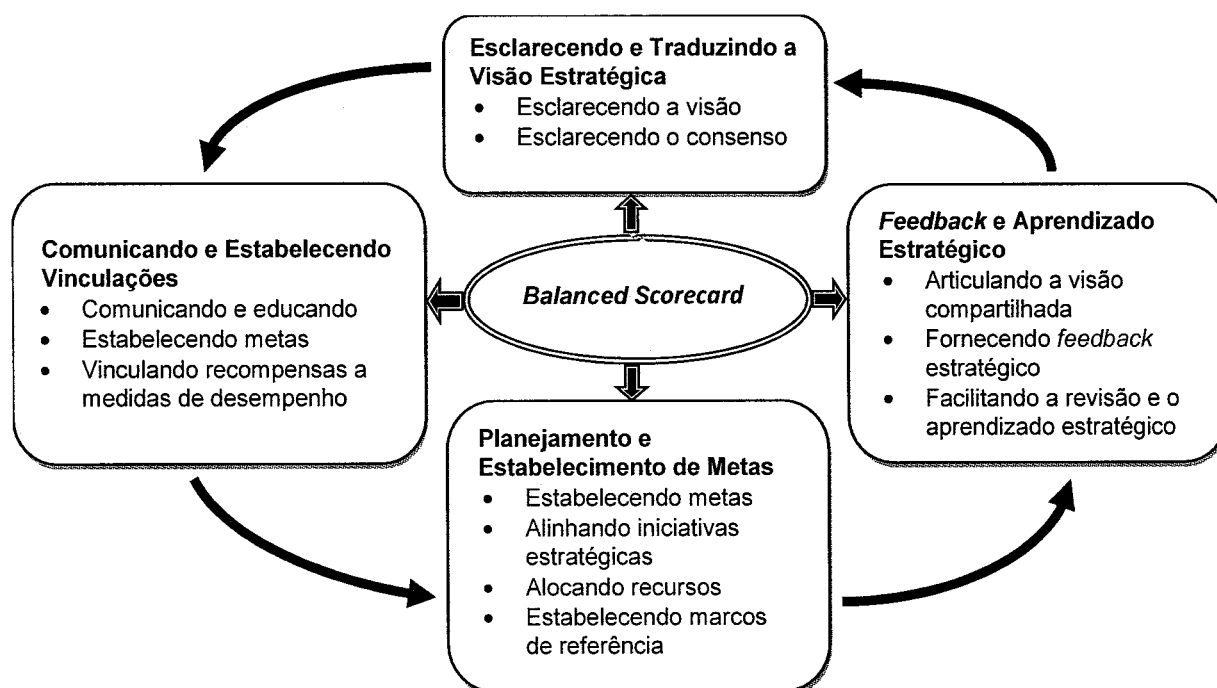 Esclarecendo e Traduzindo a
Visão Estratégica
• Esclarecendo a visão
• Esclarecendo o consenso
Comunicando e Estabelecendo
Vinculações
• Comunicando e educando
• Estabelecendo metas
• Vinculando recompensas a
medidas de desempenho
Balanced Scorecard
Feedback e Aprendizado
Estratégico
• Articulando a visão
compartilhada
• Fornecendo feedback
estratégico
• Facilitando a revisão e o
aprendizado estratégico
Planejamento e
Estabelecimento de Metas
• Estabelecendo metas
• Alinhando iniciativas
estratégicas
• Alocando recursos
• Estabelecendo marcos
de referência